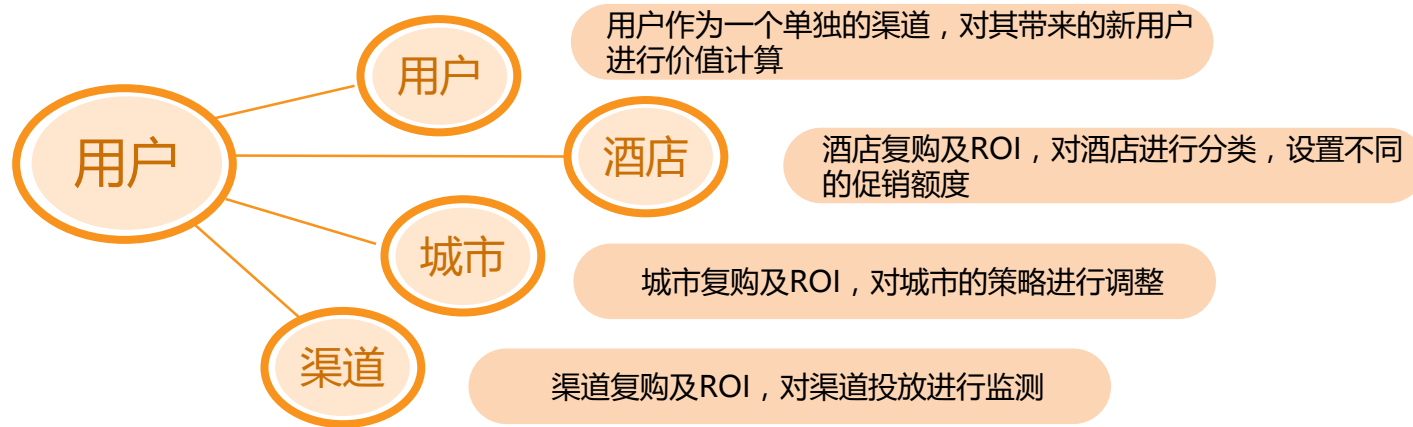 用户作为一个单独的渠道，对其带来的新用户
进行价值计算
用户
用户
酒店
酒店复购及ROI，对酒店进行分类，设置不同
的促销额度
城市
城市复购及ROI，对城市的策略进行调整
渠道
渠道复购及ROI，对渠道投放进行监测